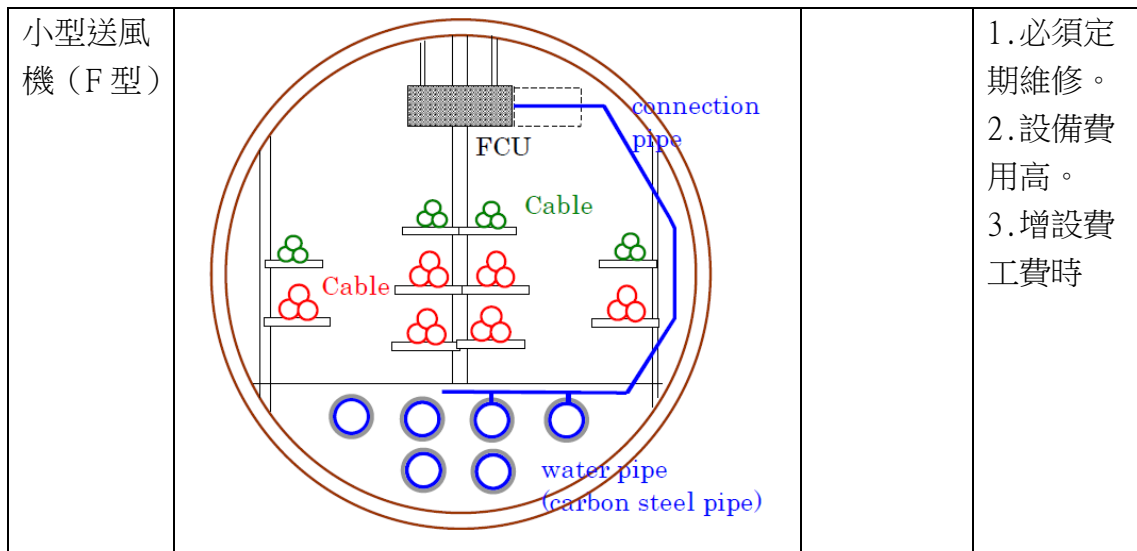 小型送風
機（F 型）
connection
pipe
FCU
Cable
Cable
water pipe
(carbon steel pipe)
1.必須定
期維修。
2.設備費
用高。
3.增設費
工費時